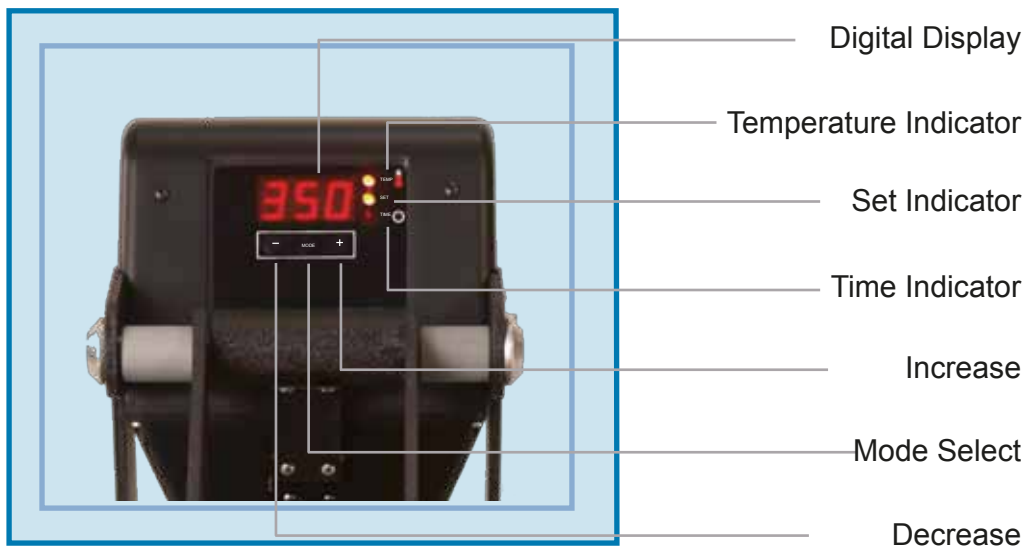 Digital Display
Temperature Indicator
350
TEMP
SET
Set Indicator
TIME
− MODE +
Time Indicator
Increase
Mode Select
Decrease